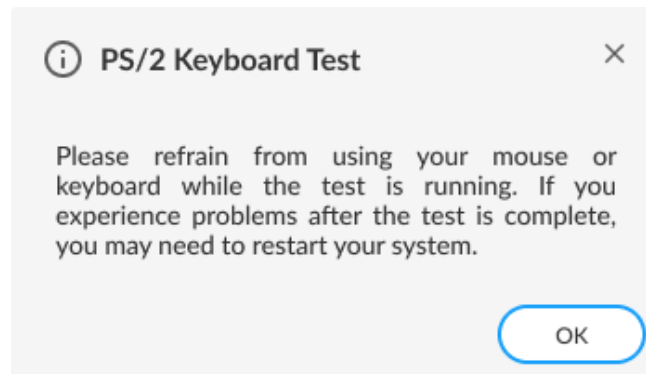 PS/2 Keyboard Test
Please refrain from using your mouse or
keyboard while the test is running. If you
experience problems after the test is complete,
you may need to restart your system.
OK